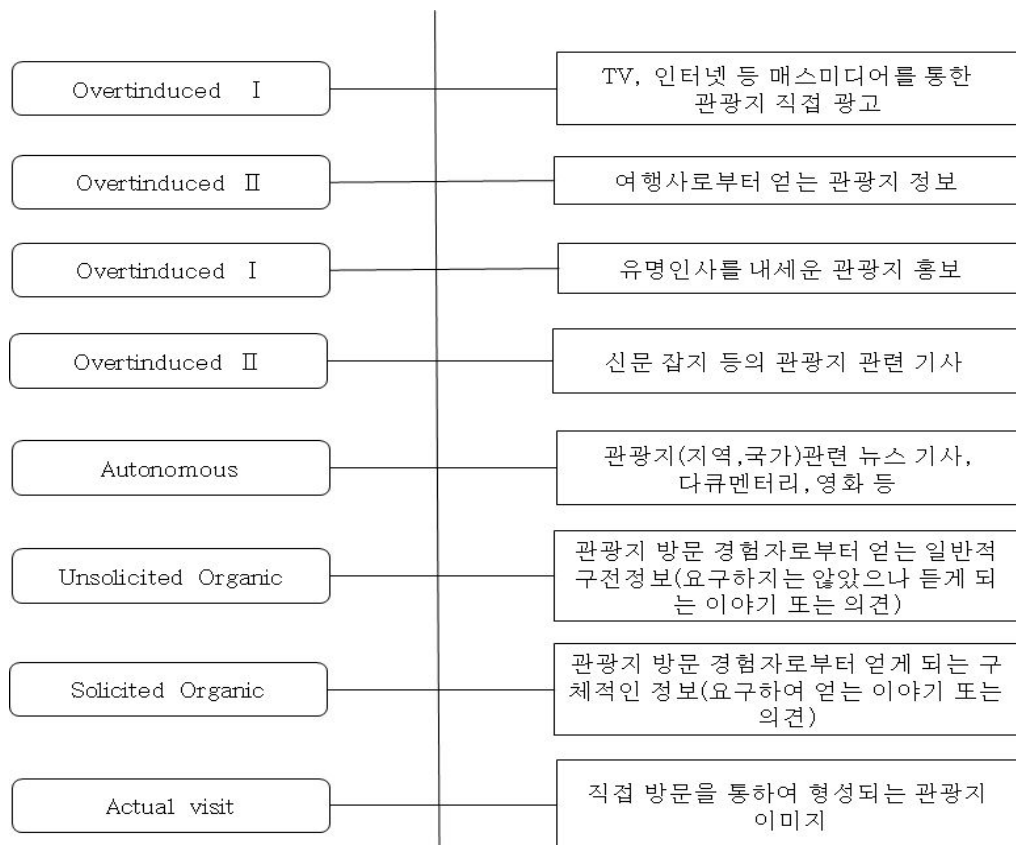 Overtinduced Ⅰ
TV, 인터넷 등 매스미디어를 통한
관광지 직접 광고
Overtinduced Ⅱ
여행사로부터 얻는 관광지 정보
Overtinduced Ⅰ
유명인사를 내세운 관광지 홍보
Overtinduced Ⅱ
신문 잡지 등의 관광지 관련 기사
Autonomous
관광지(지역,국가)관련 뉴스 기사,
다큐멘터리,영화 등
Unsolicited Organic
관광지 방문 경험자로부터 얻는 일반적
구전정보(요구하지는 않았으나 듣게 되
는 이야기 또는 의견)
Solicited Organic
관광지 방문 경험자로부터 얻게 되는 구
체적인 정보(요구하여 얻는 이야기 또는
의견)
Actual visit
직접 방문을 통하여 형성되는 관광지
이미지